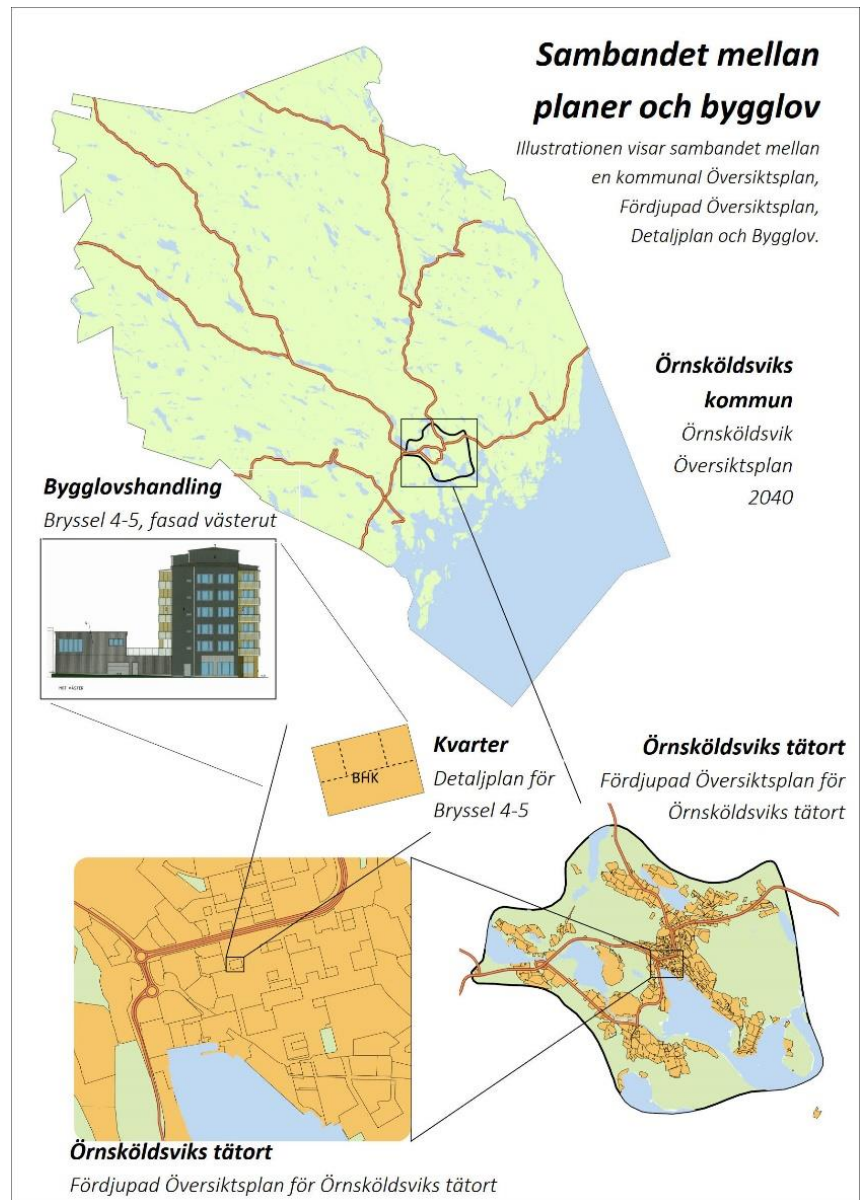 Sambandet mellan
planer och bygglov
Illustrationen visar sambandet mellan
en kommunal Översiktsplan,
Fördjupad Översiktsplan,
Detaljplan och Bygglov.
Örnsköldsviks
kommun
Örnsköldsvik
Översiktsplan
2040
Bygglovshandling
Bryssel 4-5, fasad västerut
MOT VÄSTER
Kvarter
Detaljplan för
Bryssel 4-5
BHK
Örnsköldsviks tätort
Fördjupad Översiktsplan för
Örnsköldsviks tätort
Örnsköldsviks tätort
Fördjupad Översiktsplan för Örnsköldsviks tätort